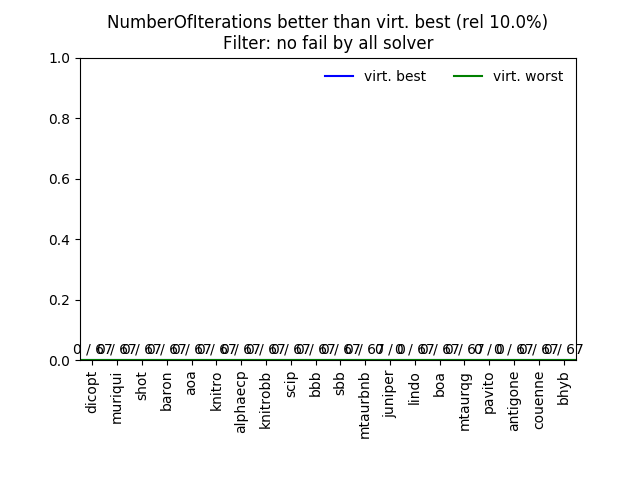 NumberOfIterations better than virt. best (rel 10.0%)
Filter: no fail by all solver
virt. best
virt. worst
1.0
0.8
0.6
0.4
0.2
0.0
dicopt
muriqui
shot
baron
aoa
knitro
alphaecp
knitrobb
scip
bbb
sbb
mtaurbnb
juniper
lindo
boa
mtaurqg
pavito
antigone
couenne
bhyb